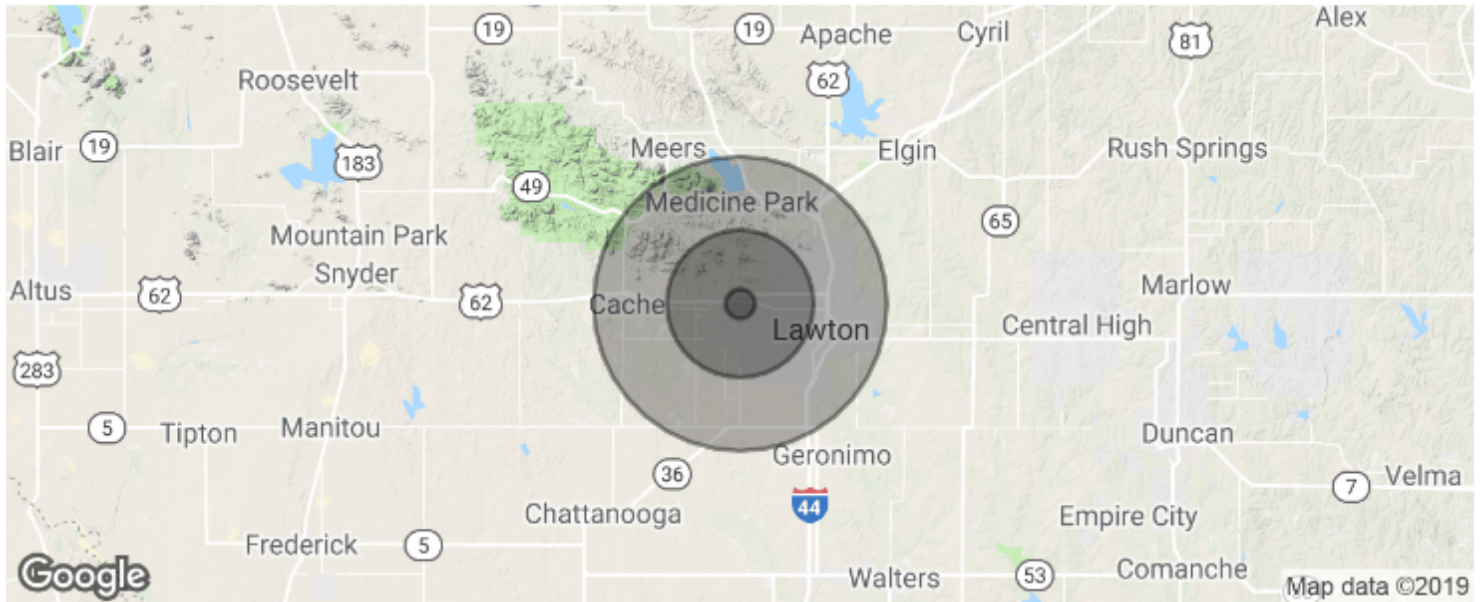 Alex
19
19
Apache
Cyril
81
Roosevelt
62
Blair
19
183
Meers
Elgin
Rush Springs
49
Medicine Park
65
Mountain Park
Snyder
Altus
62
62
Cache
Marlow
Lawton
Central High
283
5
Tipton
Manitou
Geronimo
Duncan
36
Velma
7
Chattanooga
44
Empire City
Frederick
5
Walters
53
Comanche
Google
Map data ©2019